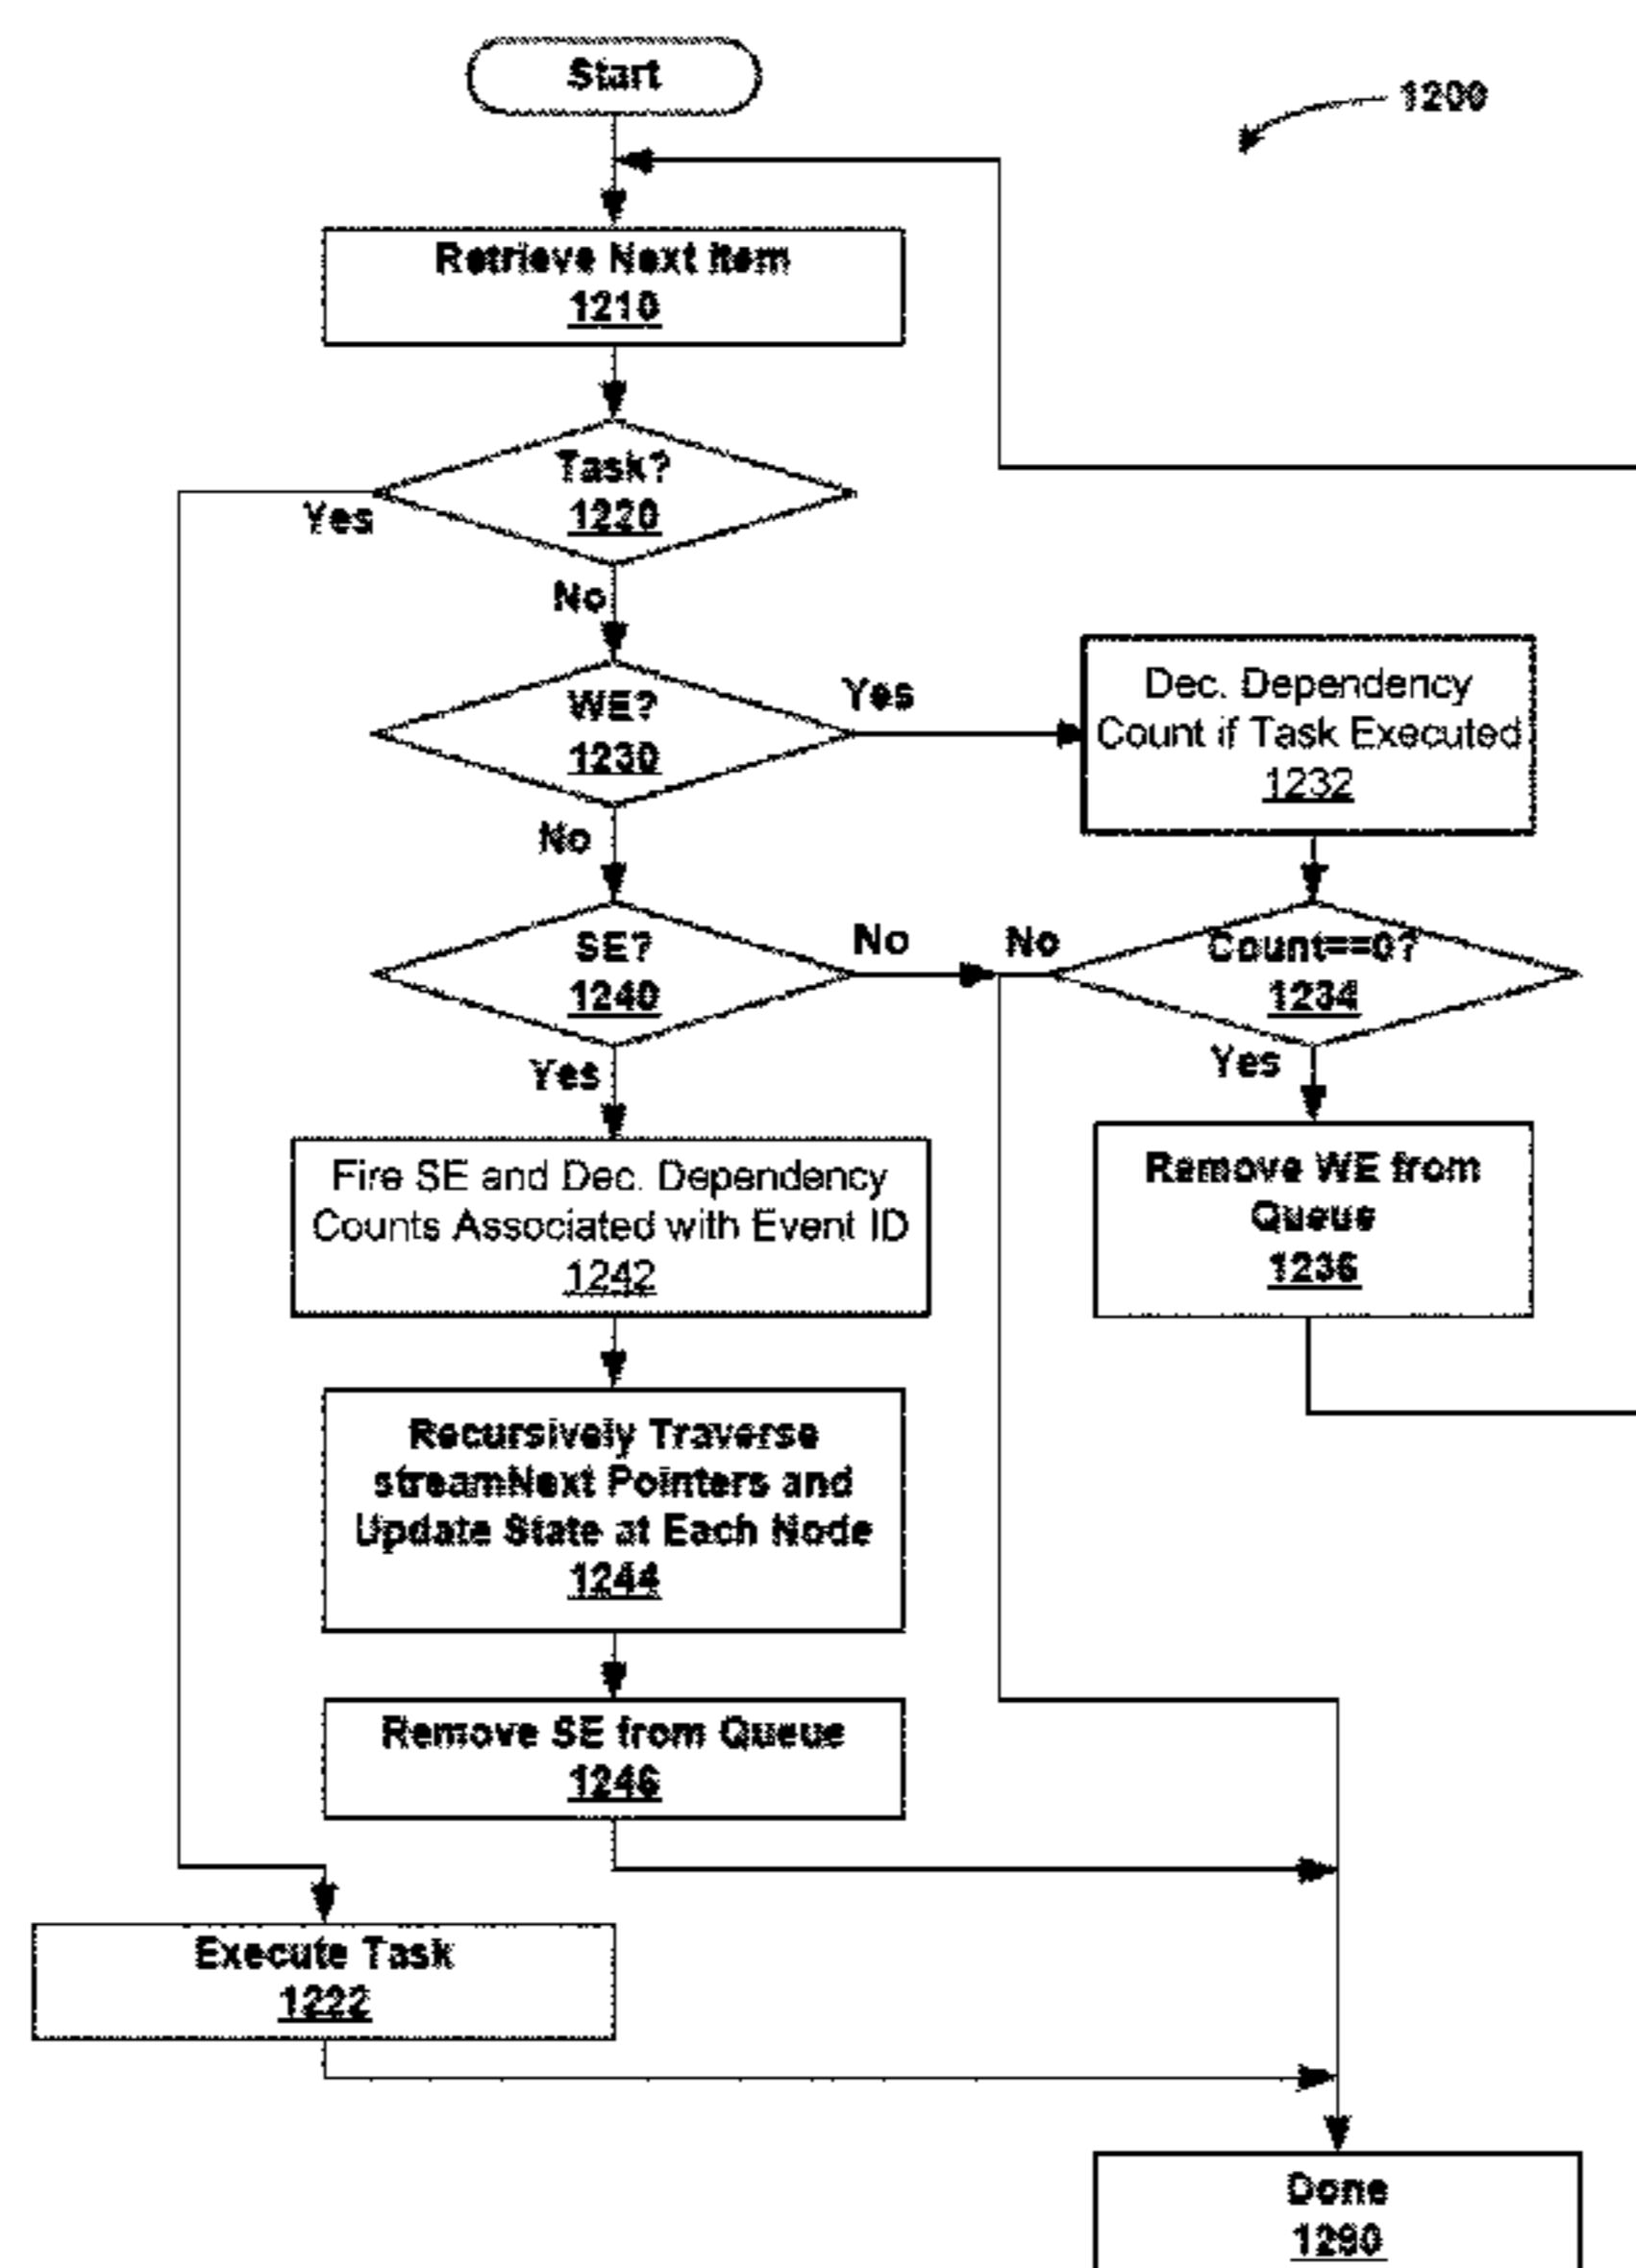 Start
1200
Retrieve Next Item
1210
Task?
1220
Yes
No
WE?
1230
Yes
Dec. Dependency
Count if Task Executed
1232
No
SE?
1240
No
No
Count==0?
1234
Yes
Yes
Fire SE and Dec. Dependency
Counts Associated with Event ID
1242
Remove WE from
Queue
1236
Recursively Traverse
streamNext Pointers and
Update State at Each Node
1244
Remove SE from Queue
1246
Execute Task
1222
Done
1290